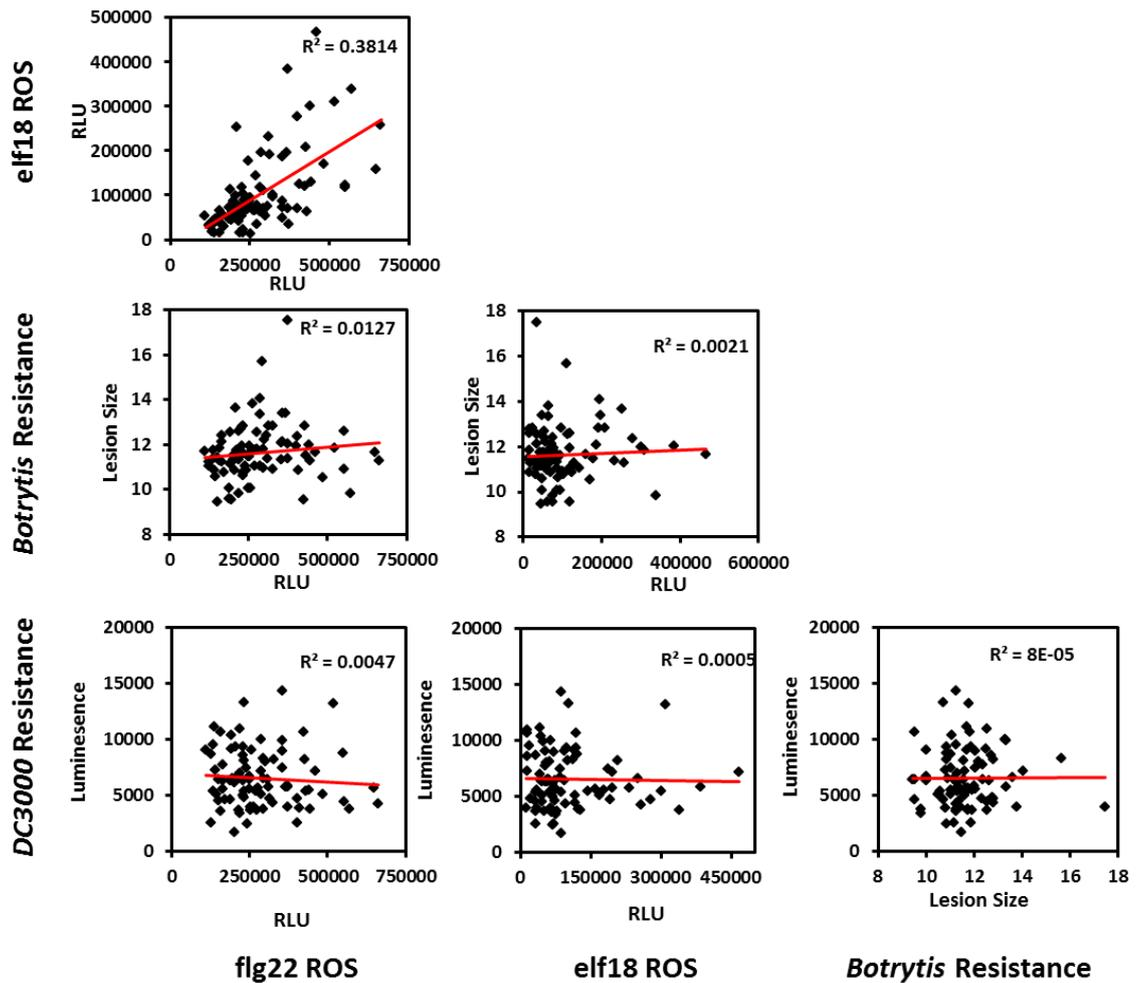 elf18 ROS
RLU
500000
400000
300000
200000
100000
0
R² = 0.3814
0 250000 500000 750000
RLU
Botrytis Resistance
Lesion Size
18
16
14
12
10
8
R² = 0.0127
0 250000 500000 750000
RLU
Lesion Size
18
16
14
12
10
8
R² = 0.0021
0 200000 400000 600000
RLU
DC3000 Resistance
Luminesence
20000
15000
10000
5000
0
R² = 0.0047
0 250000 500000 750000
RLU
Luminesence
20000
15000
10000
5000
0
R² = 0.0005
0 150000 300000 450000
RLU
Luminesence
20000
15000
10000
5000
0
R² = 8E-05
8 10 12 14 16 18
Lesion Size
flg22 ROS
elf18 ROS
Botrytis Resistance